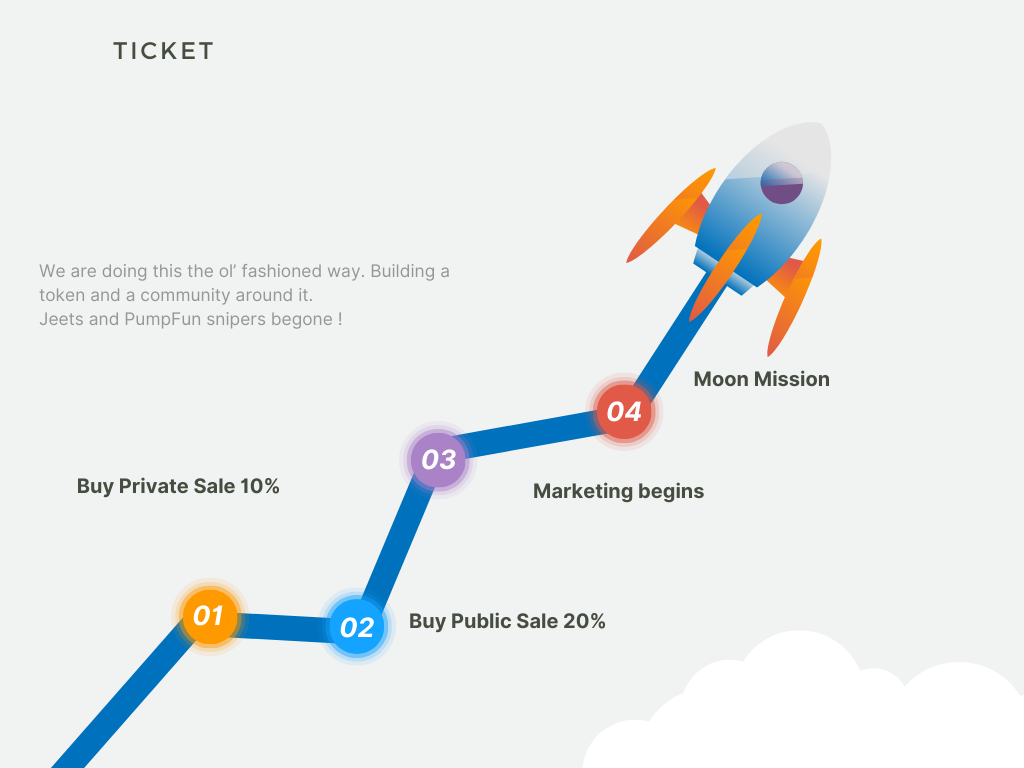 TICKET
We are doing this the ol’ fashioned way. Building a
token and a community around it.
Jeets and PumpFun snipers begone !
Moon Mission
04
03
Buy Private Sale 10%
Marketing begins
01
02
Buy Public Sale 20%